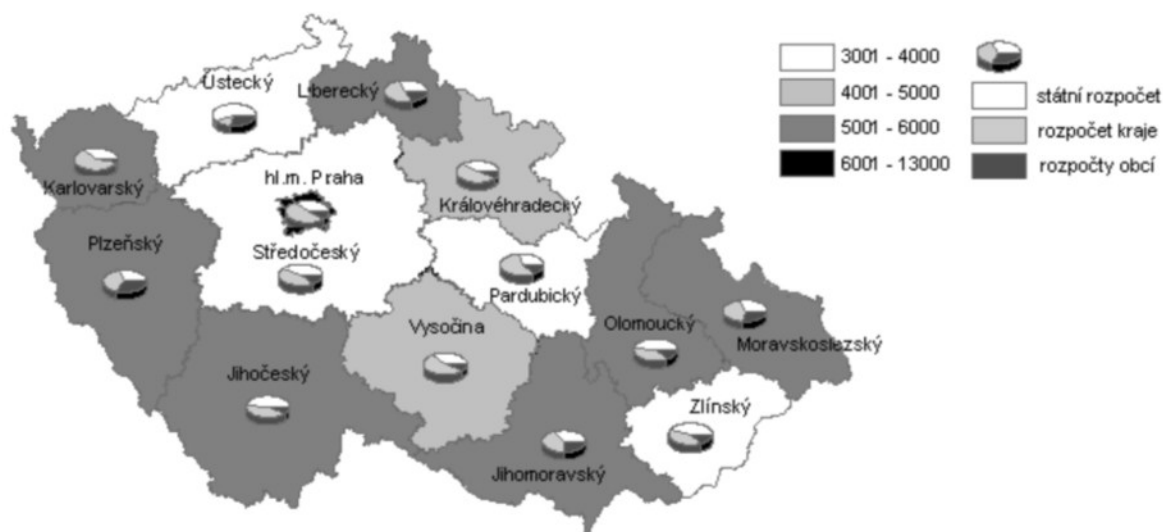 Ústecký
Liberecký
Karlovarský
hl.m. Praha
Královéhradecký
Plzeňský
Středočeský
Pardubický
Vysočina
Olomoucký
Moravskoslezský
Jihočeský
Zlínský
Jihomoravský
3001 - 4000
4001 - 5000
5001 - 6000
6001 - 13000
státní rozpočet
rozpočet kraje
rozpočty obcí